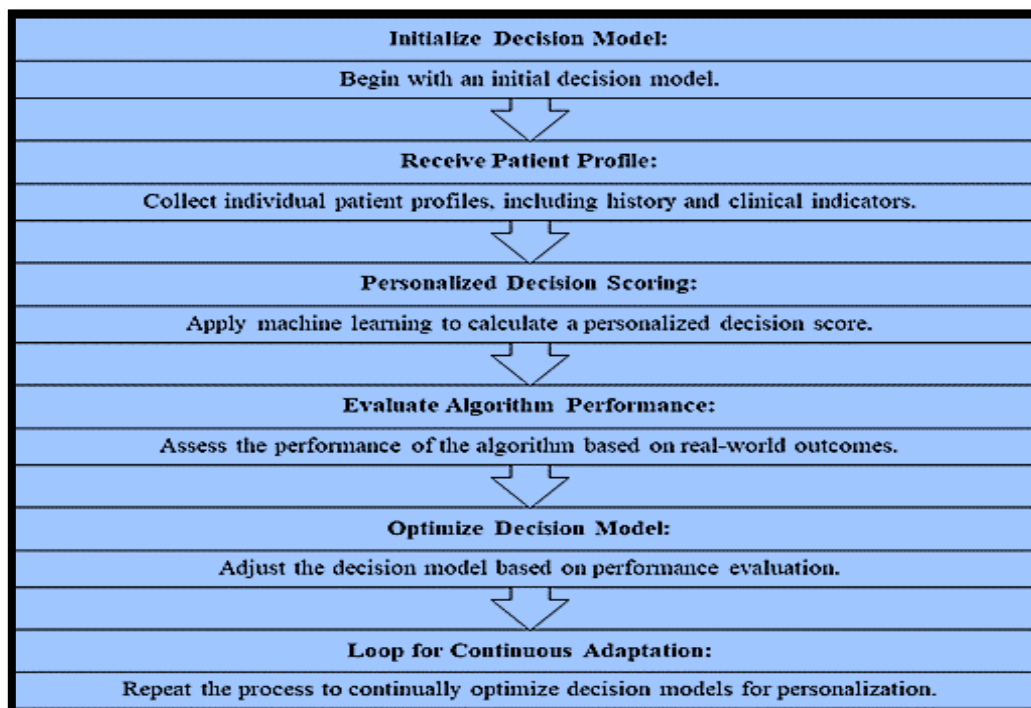 Initialize Decision Model:
Begin with an initial decision model.
Receive Patient Profile:
Collect individual patient profiles, including history and clinical indicators.
Personalized Decision Scoring:
Apply machine learning to calculate a personalized decision score.
Evaluate Algorithm Performance:
Assess the performance of the algorithm based on real-world outcomes.
Optimize Decision Model:
Adjust the decision model based on performance evaluation.
Loop for Continuous Adaptation:
Repeat the process to continually optimize decision models for personalization.